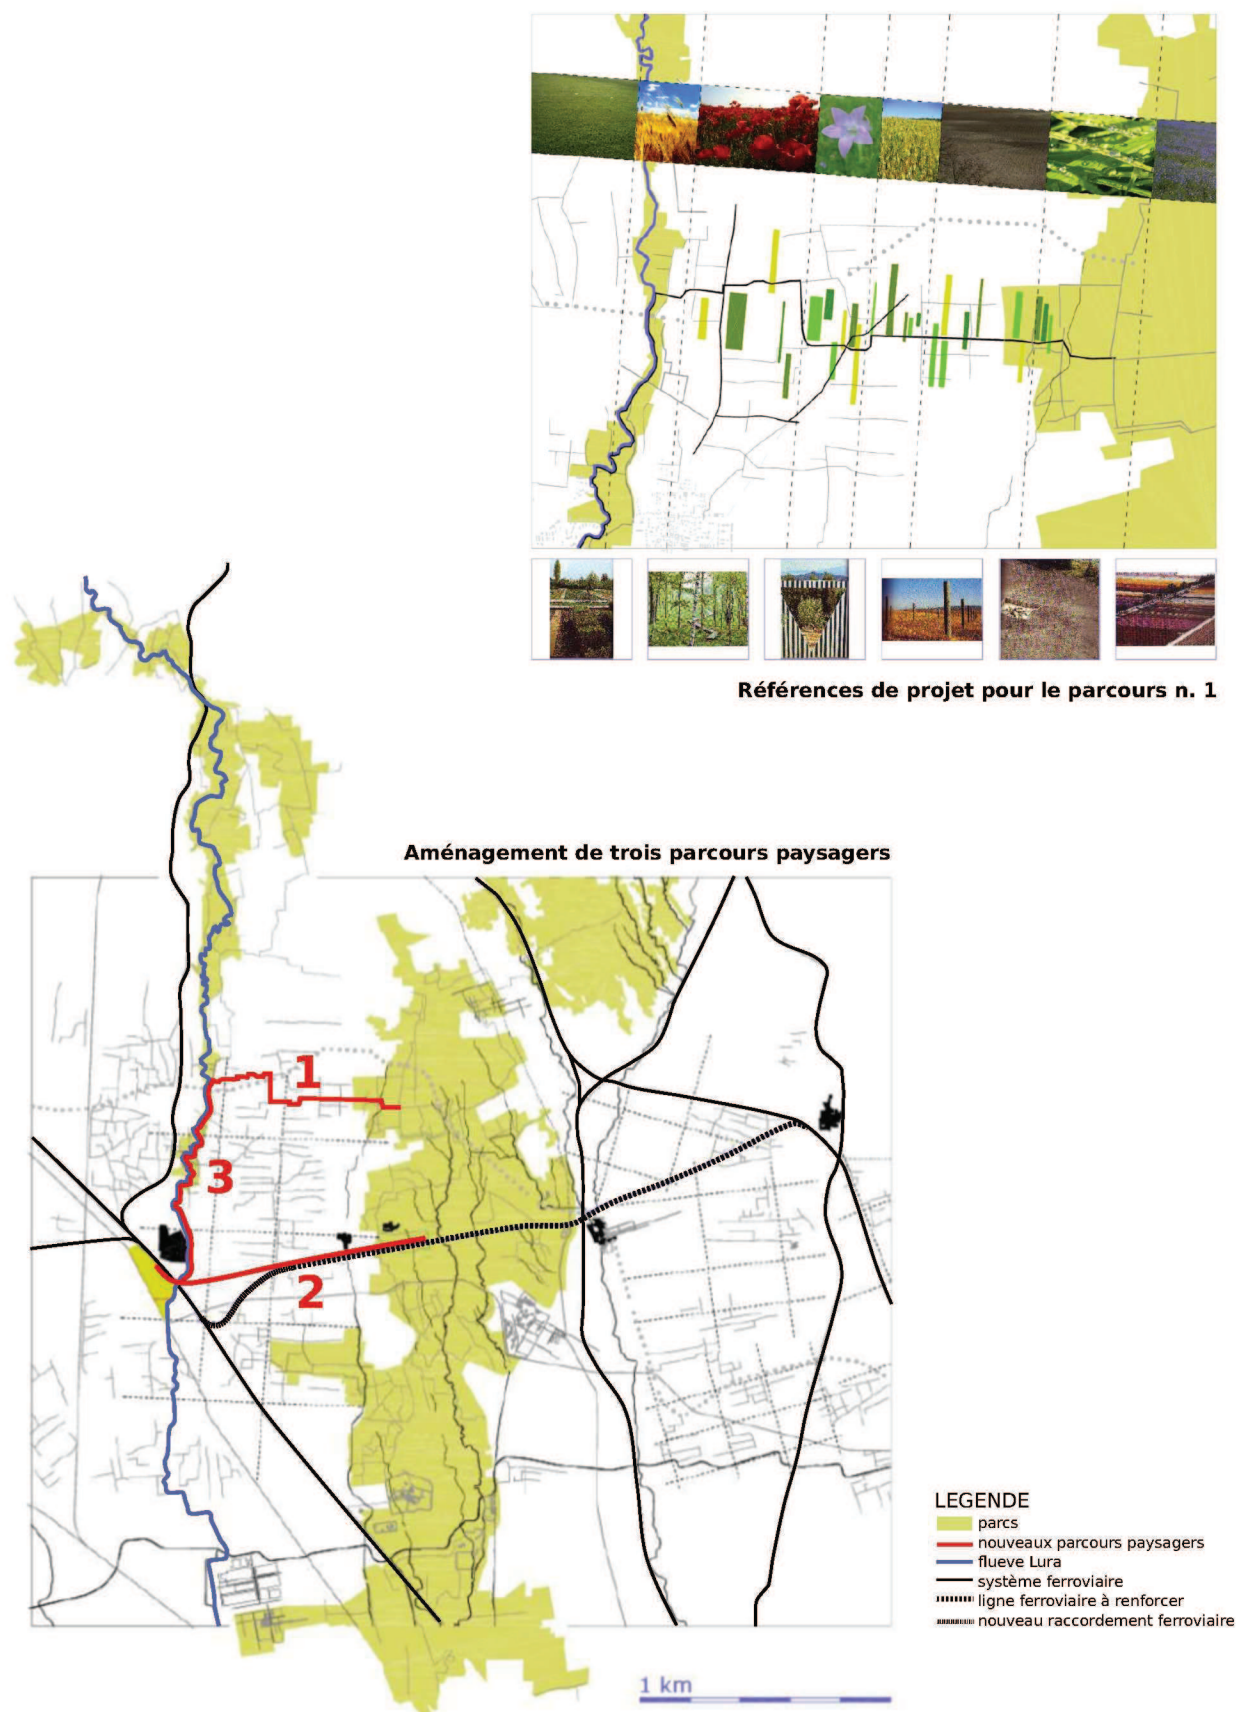 Références de projet pour le parcours n. 1
Aménagement de trois parcours paysagers
1
3
2
LEGENDE
parcs
nouveaux parcours paysagers
flueve Lura
système ferroviaire
ligne ferroviaire à renforcer
nouveau raccordement ferroviaire
1 km